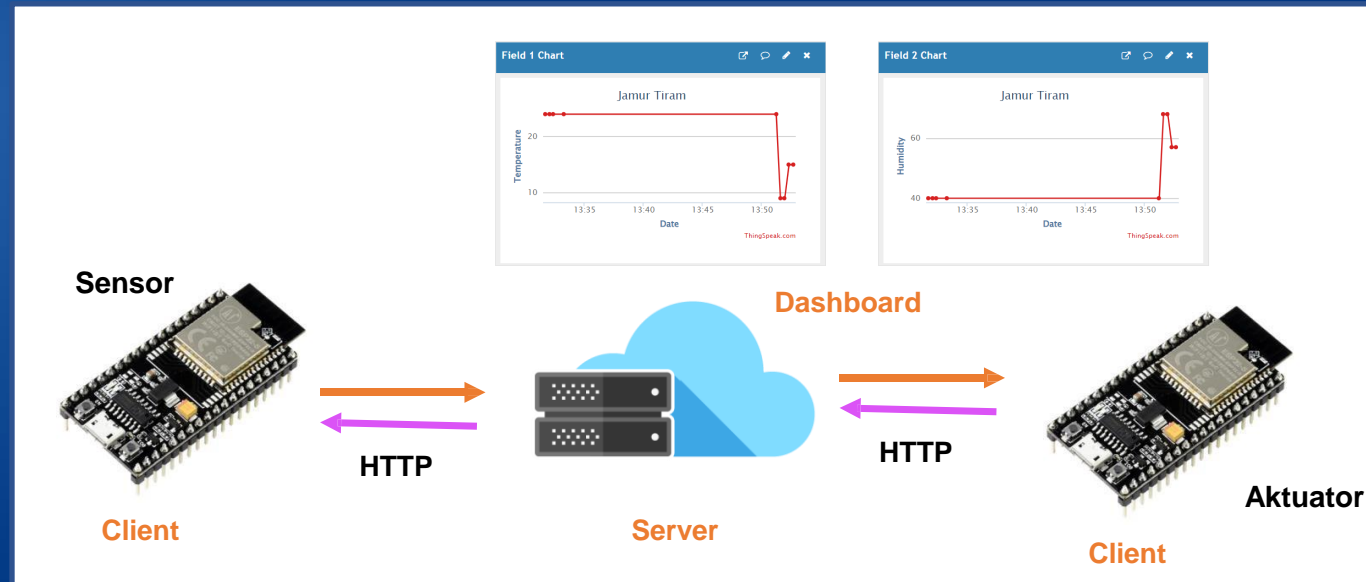 Field 1 Chart
Jamur Tiram
Temperature
20
10
13:35 13:40 13:45 13:50
Date
ThingSpeak.com
Field 2 Chart
Jamur Tiram
Humidity
60
40
13:35 13:40 13:45 13:50
Date
ThingSpeak.com
Sensor
Dashboard
HTTP
HTTP
Aktuator
Client
Server
Client